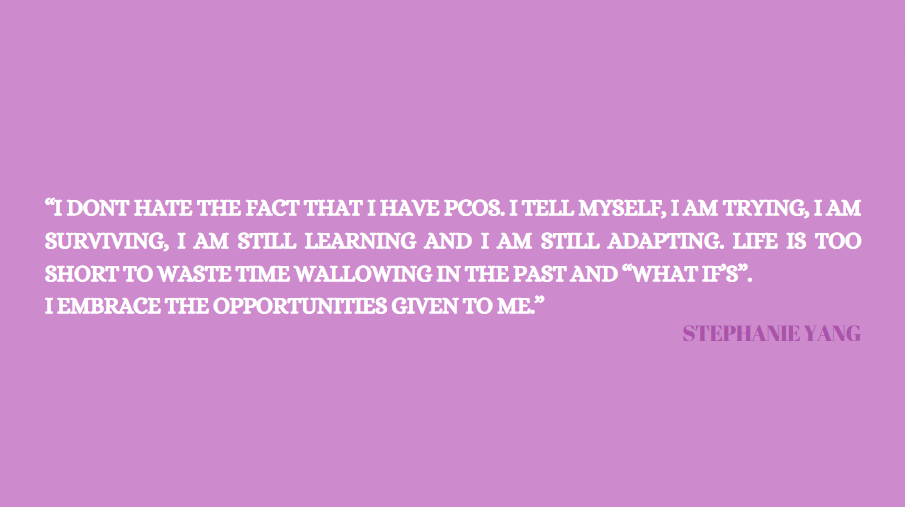 “I DONT HATE THE FACT THAT I HAVE PCOS. I TELL MYSELF, I AM TRYING, I AM
SURVIVING, I AM STILL LEARNING AND I AM STILL ADAPTING. LIFE IS TOO
SHORT TO WASTE TIME WALLOWING IN THE PAST AND “WHAT IF’S”.
I EMBRACE THE OPPORTUNITIES GIVEN TO ME.”
STEPHANIE YANG